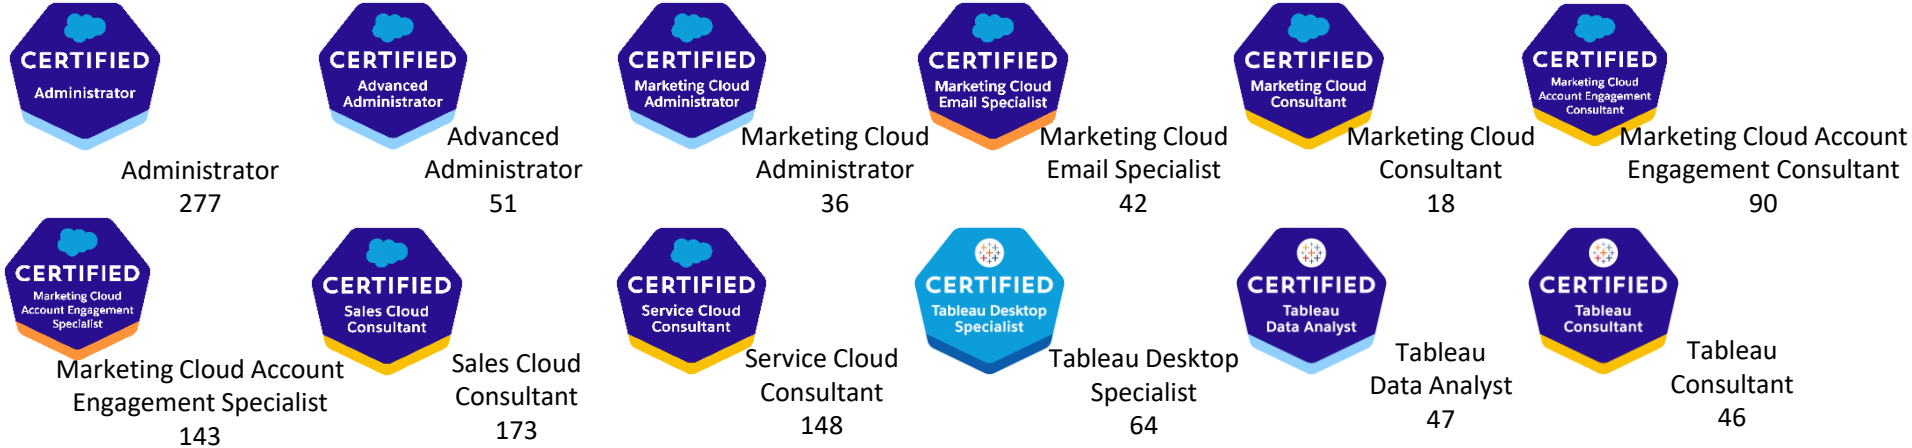 CERTIFIED
Administrator
Administrator
277
CERTIFIED
Advanced
Administrator
Advanced
Administrator
51
CERTIFIED
Marketing Cloud
Administrator
Marketing Cloud
Administrator
36
CERTIFIED
Marketing Cloud
Email Specialist
Marketing Cloud
Email Specialist
42
CERTIFIED
Marketing Cloud
Consultant
Marketing Cloud
Consultant
18
CERTIFIED
Marketing Cloud
Account Engagement
Consultant
Marketing Cloud Account
Engagement Consultant
90
CERTIFIED
Marketing Cloud
Account Engagement
Specialist
Marketing Cloud Account
Engagement Specialist
143
CERTIFIED
Sales Cloud
Consultant
Sales Cloud
Consultant
173
CERTIFIED
Service Cloud
Consultant
Service Cloud
Consultant
148
CERTIFIED
Tableau Desktop
Specialist
Tableau Desktop
Specialist
64
CERTIFIED
Tableau
Data Analyst
Tableau
Data Analyst
47
CERTIFIED
Tableau
Consultant
Tableau
Consultant
46